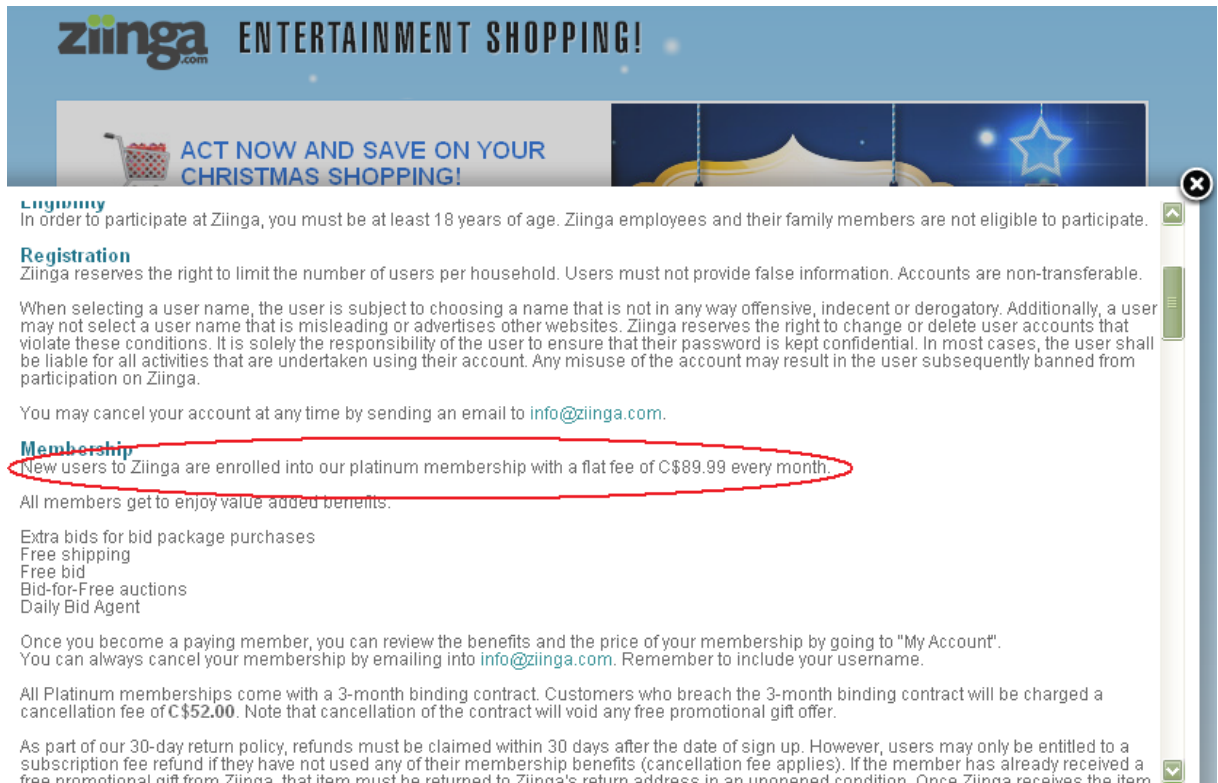 ziinga
.com
ENTERTAINMENT SHOPPING!
ACT NOW AND SAVE ON YOUR
CHRISTMAS SHOPPING!
Eligibility
In order to participate at Ziinga, you must be at least 18 years of age. Ziinga employees and their family members are not eligible to participate.
Registration
Ziinga reserves the right to limit the number of users per household. Users must not provide false information. Accounts are non-transferable.
When selecting a user name, the user is subject to choosing a name that is not in any way offensive, indecent or derogatory. Additionally, a user
may not select a user name that is misleading or advertises other websites. Ziinga reserves the right to change or delete user accounts that
violate these conditions. It is solely the responsibility of the user to ensure that their password is kept confidential. In most cases, the user shall
be liable for all activities that are undertaken using their account. Any misuse of the account may result in the user subsequently banned from
participation on Ziinga.
You may cancel your account at any time by sending an email to info@ziinga.com.
Membership
New users to Ziinga are enrolled into our platinum membership with a flat fee of C$89.99 every month.
All members get to enjoy value added benefits:
Extra bids for bid package purchases
Free shipping
Free bid
Bid-for-Free auctions
Daily Bid Agent
Once you become a paying member, you can review the benefits and the price of your membership by going to "My Account".
You can always cancel your membership by emailing into info@ziinga.com. Remember to include your username.
All Platinum memberships come with a 3-month binding contract. Customers who breach the 3-month binding contract will be charged a
cancellation fee of C$52.00. Note that cancellation of the contract will void any free promotional gift offer.
As part of our 30-day return policy, refunds must be claimed within 30 days after the date of sign up. However, users may only be entitled to a
subscription fee refund if they have not used any of their membership benefits (cancellation fee applies). If the member has already received a
free promotional gift from Ziinga, that item must be returned to Ziinga's return address in an unopened condition. Once Ziinga receives the item